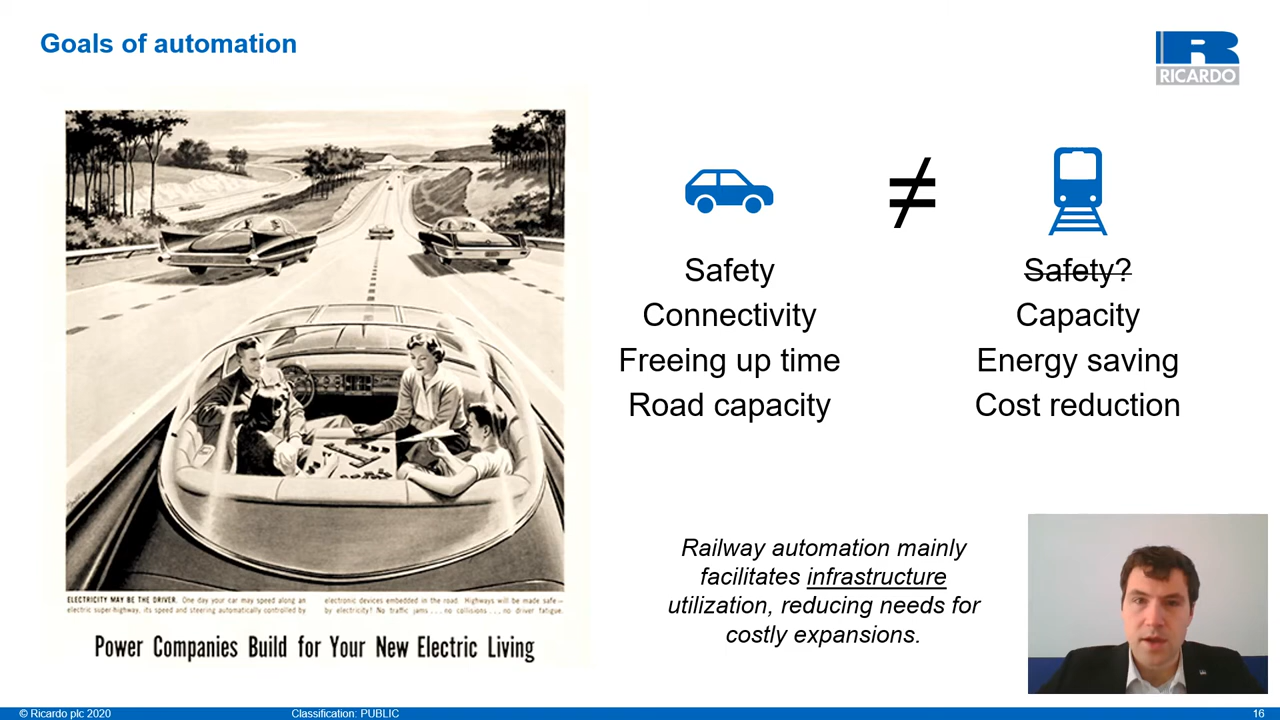 Goals of automation
RICARDO
Safety
Connectivity
Freeing up time
Road capacity
≠
Safety?
Capacity
Energy saving
Cost reduction
ELECTRICITY MAY BE THE DRIVER. One day your car may speed along an
electric super-highway, its speed and steering automatically controlled by
electronic devices embedded in the road. Highways will be made safe—
by electricity! No traffic jams . . . no collisions . . . no driver fatigue.
Power Companies Build for Your New Electric Living
Railway automation mainly
facilitates infrastructure
utilization, reducing needs for
costly expansions.
© Ricardo plc 2020
Classification: PUBLIC
16